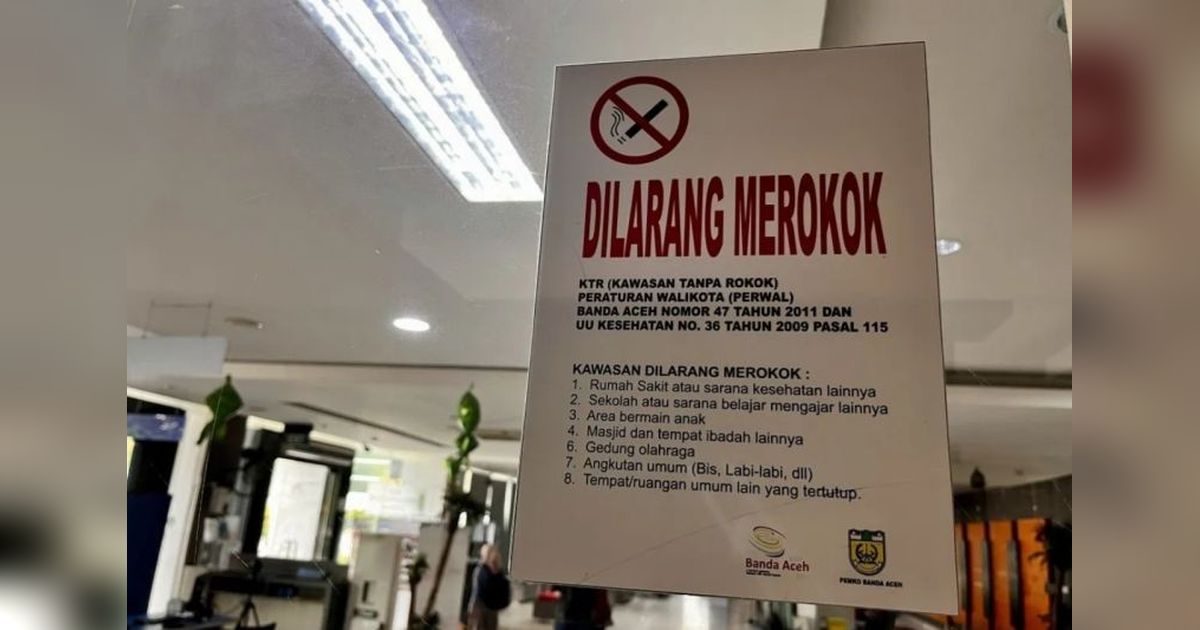 DILARANG MEROKOK
KTR (KAWASAN TANPA ROKOK)
PERATURAN WALIKOTA (PERWAL)
BANDA ACEH NOMOR 47 TAHUN 2011 DAN
UU KESEHATAN NO. 36 TAHUN 2009 PASAL 115
KAWASAN DILARANG MEROKOK :
1. Rumah Sakit atau sarana kesehatan lainnya
2. Sekolah atau sarana belajar mengajar lainnya
3. Area bermain anak
4. Masjid dan tempat ibadah lainnya
6. Gedung olahraga
7. Angkutan umum (Bis, Labi-labi, dll)
8. Tempat/ruangan umum lain yang tertutup.
Banda Aceh
PEMKO BANDA ACEH